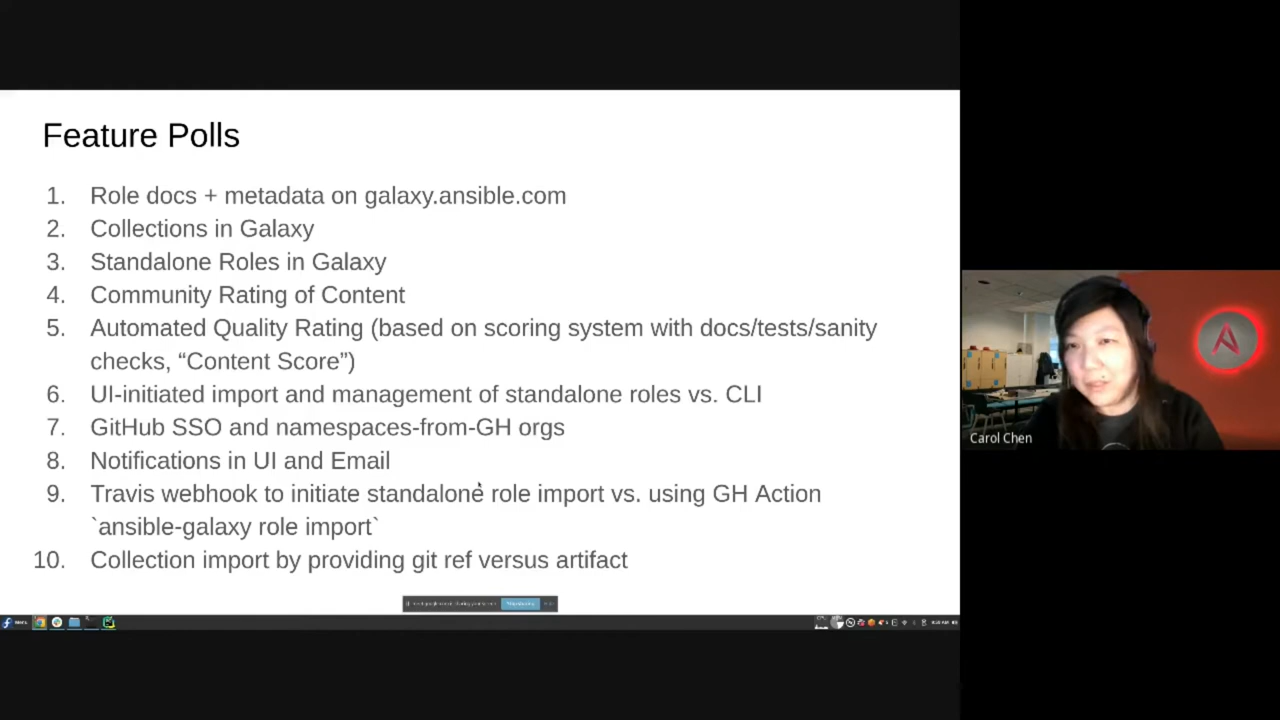 Feature Polls
1. Role docs + metadata on galaxy.ansible.com
2. Collections in Galaxy
3. Standalone Roles in Galaxy
4. Community Rating of Content
5. Automated Quality Rating (based on scoring system with docs/tests/sanity
checks, “Content Score”)
6. UI-initiated import and management of standalone roles vs. CLI
7. GitHub SSO and namespaces-from-GH orgs
8. Notifications in UI and Email
9. Travis webhook to initiate standalone role import vs. using GH Action
`ansible-galaxy role import`
10. Collection import by providing git ref versus artifact
Carol Chen